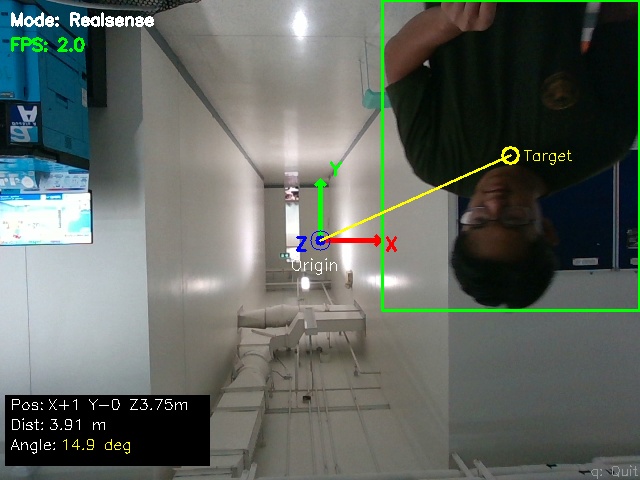 Mode: Realsense
FPS: 2.0
A
Target
Y
Z
X
Origin
Pos: X+1 Y-0 Z3.75m
Dist: 3.91 m
Angle: 14.9 deg
q: Quit